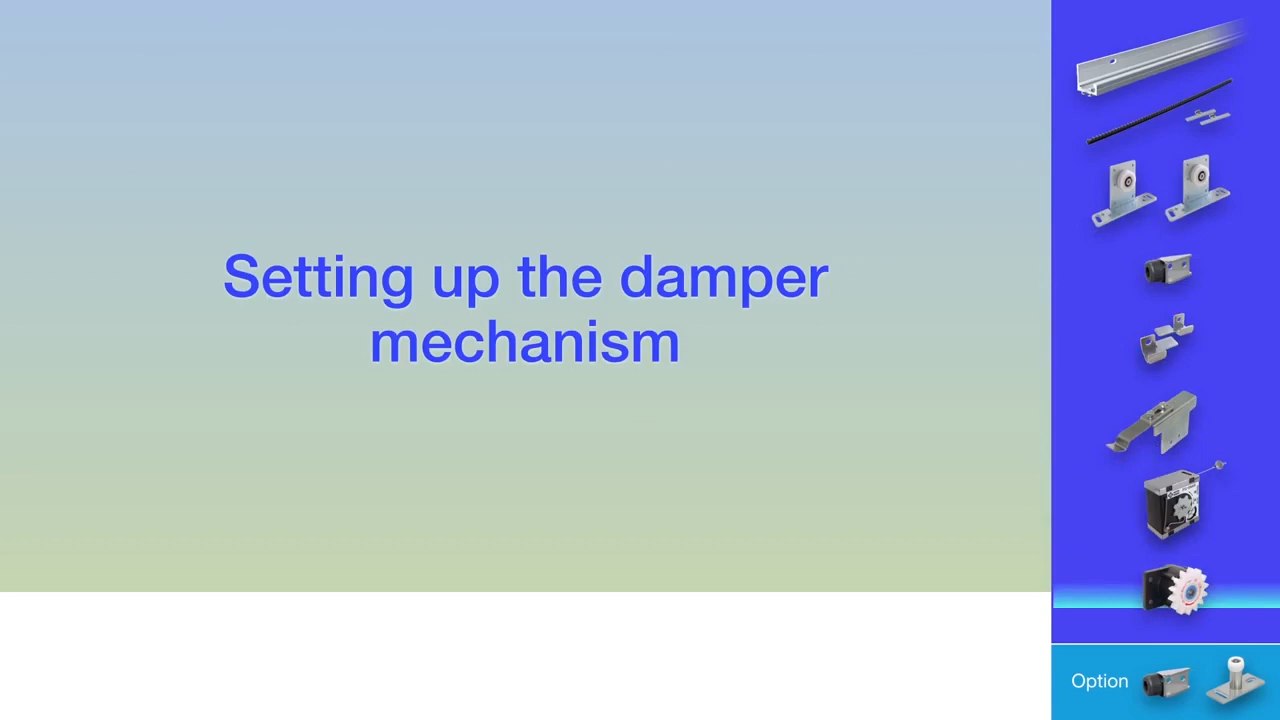 Setting up the damper
mechanism
Option